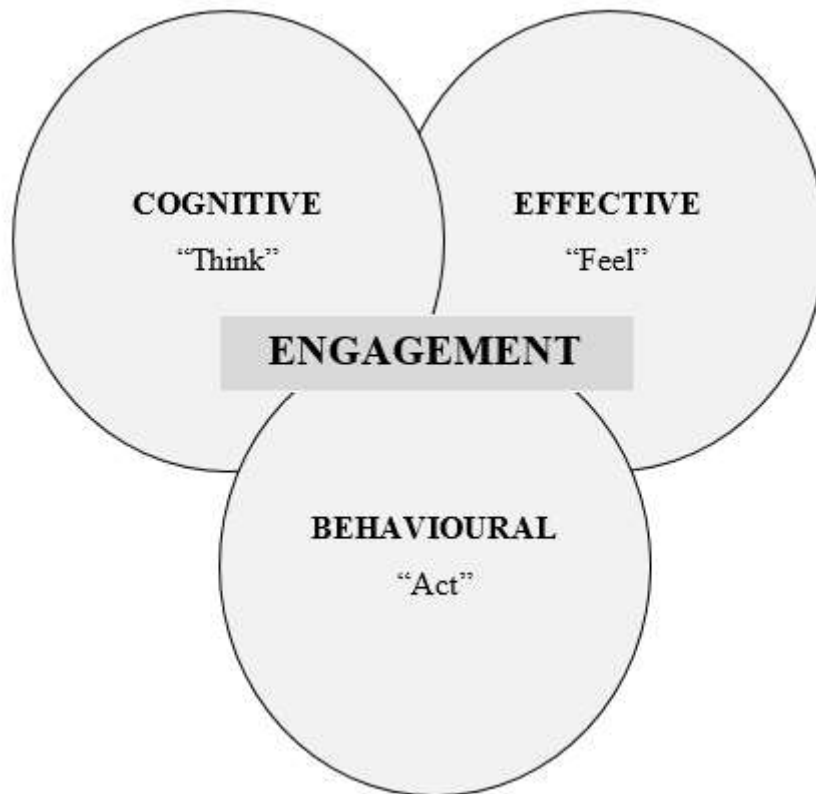 COGNITIVE
“Think”
EFFECTIVE
“Feel”
ENGAGEMENT
BEHAVIOURAL
“Act”